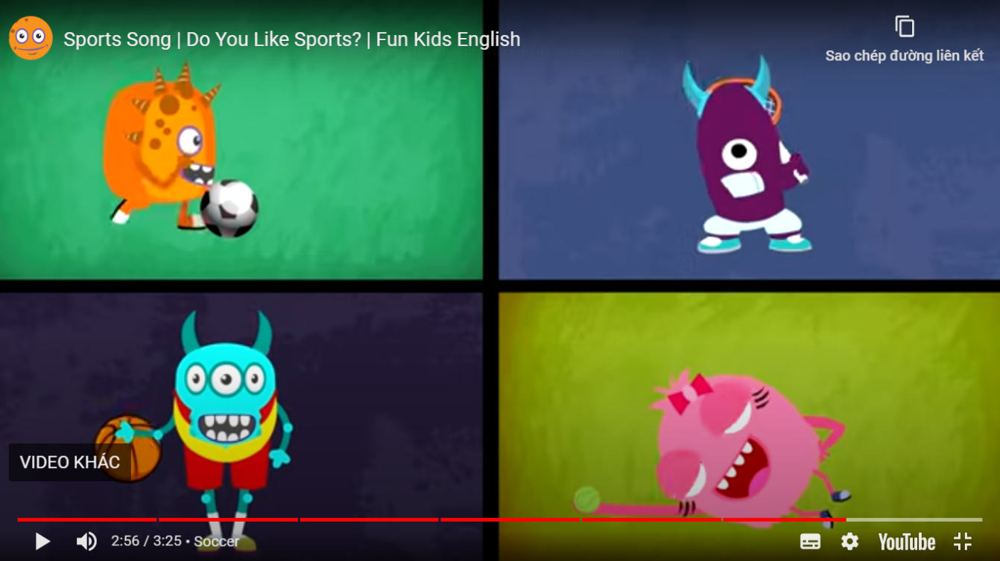 Sports Song | Do You Like Sports? | Fun Kids English
Sao chép đường liên kết
VIDEO KHÁC
2:56 / 3:25 • Soccer
YouTube